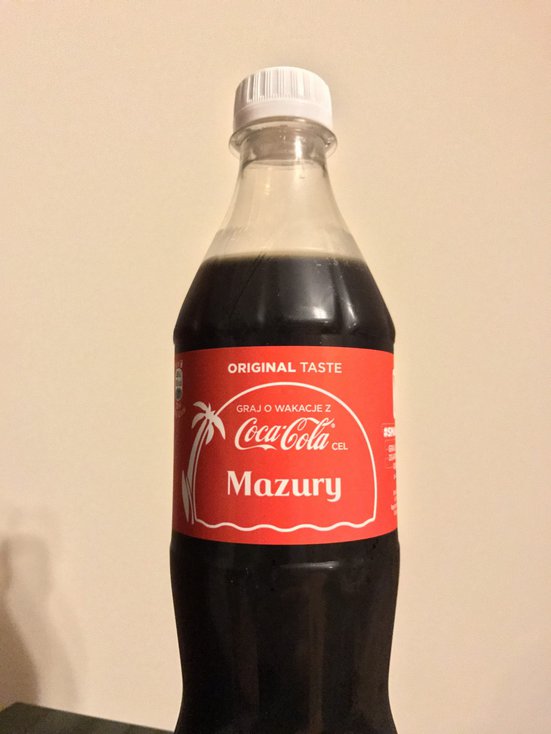 ORIGINAL TASTE
GRAJ O WAKACJE Z
Coca-Cola
CEL
Mazury